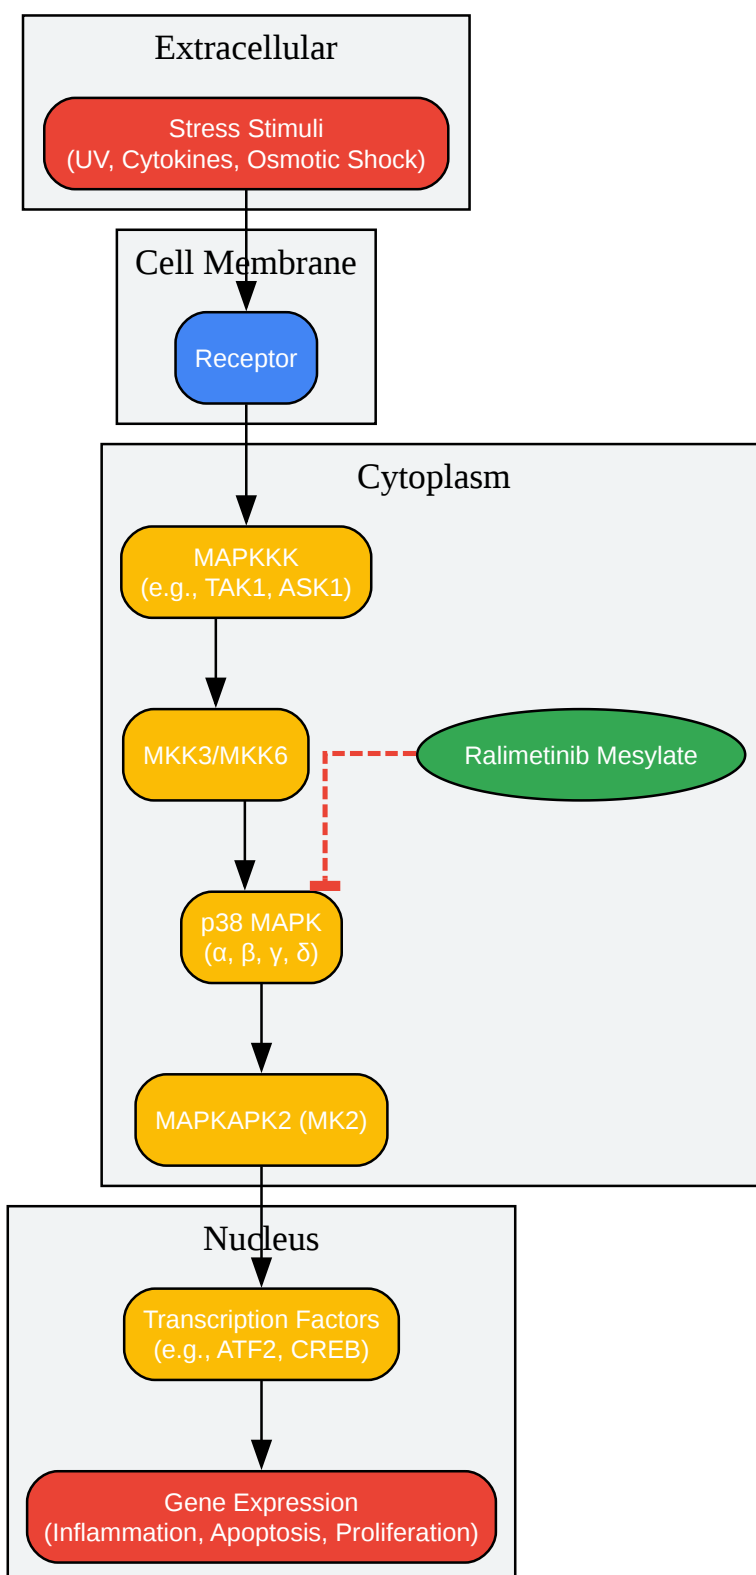 Extracellular
Stress Stimuli
(UV, Cytokines, Osmotic Shock)
Cell Membrane
Receptor
Cytoplasm
MAPKKK
(e.g., TAK1, ASK1)
MKK3/MKK6
Ralimetinib Mesylate
p38 MAPK
(α, β, γ, δ)
MAPKAPK2 (MK2)
Nucleus
Transcription Factors
(e.g., ATF2, CREB)
Gene Expression
(Inflammation, Apoptosis, Proliferation)